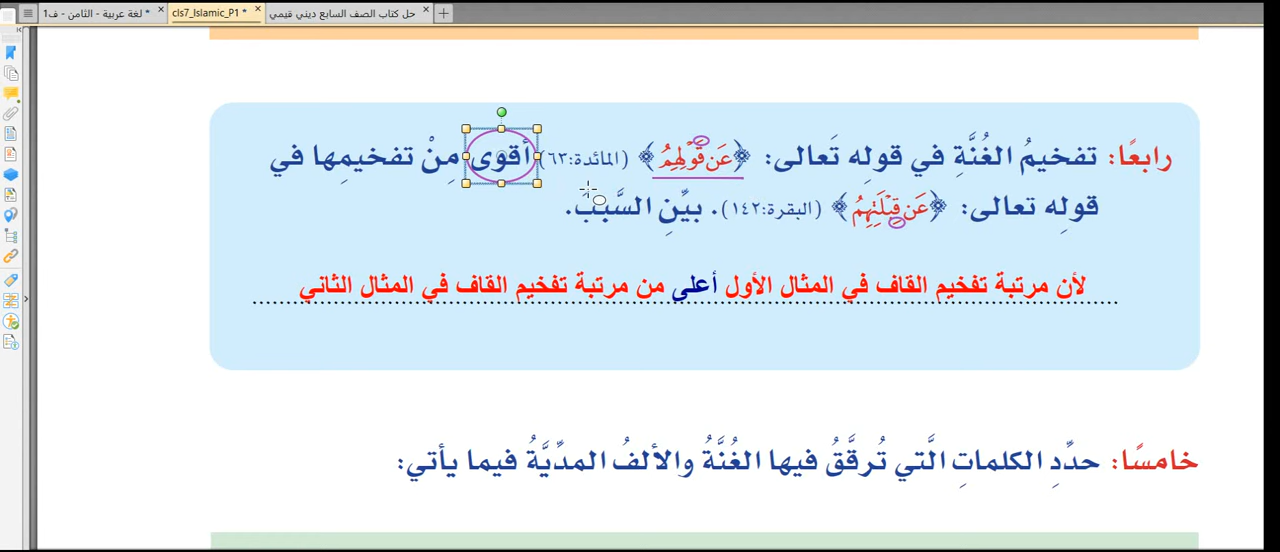 لغة عربية - الثامن - ف1 *
cls7_Islamic_P1 *
حل كتاب الصف السابع ديني قيمي
رابعًا: تفخيمُ الغُنَّةِ في قولِه تَعالى: ﴿عَن قَوْلِهِمُ﴾ (المائدة:٦٣) أقوى مِنْ تفخيمِها في
قولِه تعالى: ﴿عَن قِبْلَتِهِمُ﴾ (البقرة:١٤٢). بيِّنِ السَّبَبَ.
لأن مرتبة تفخيم القاف في المثال الأول أعلى من مرتبة تفخيم القاف في المثال الثاني
خامسًا: حدِّدِ الكلماتِ الَّتي تُرقَّقُ فيها الغُنَّةُ والألفُ المدِّيَّةُ فيما يأتي: